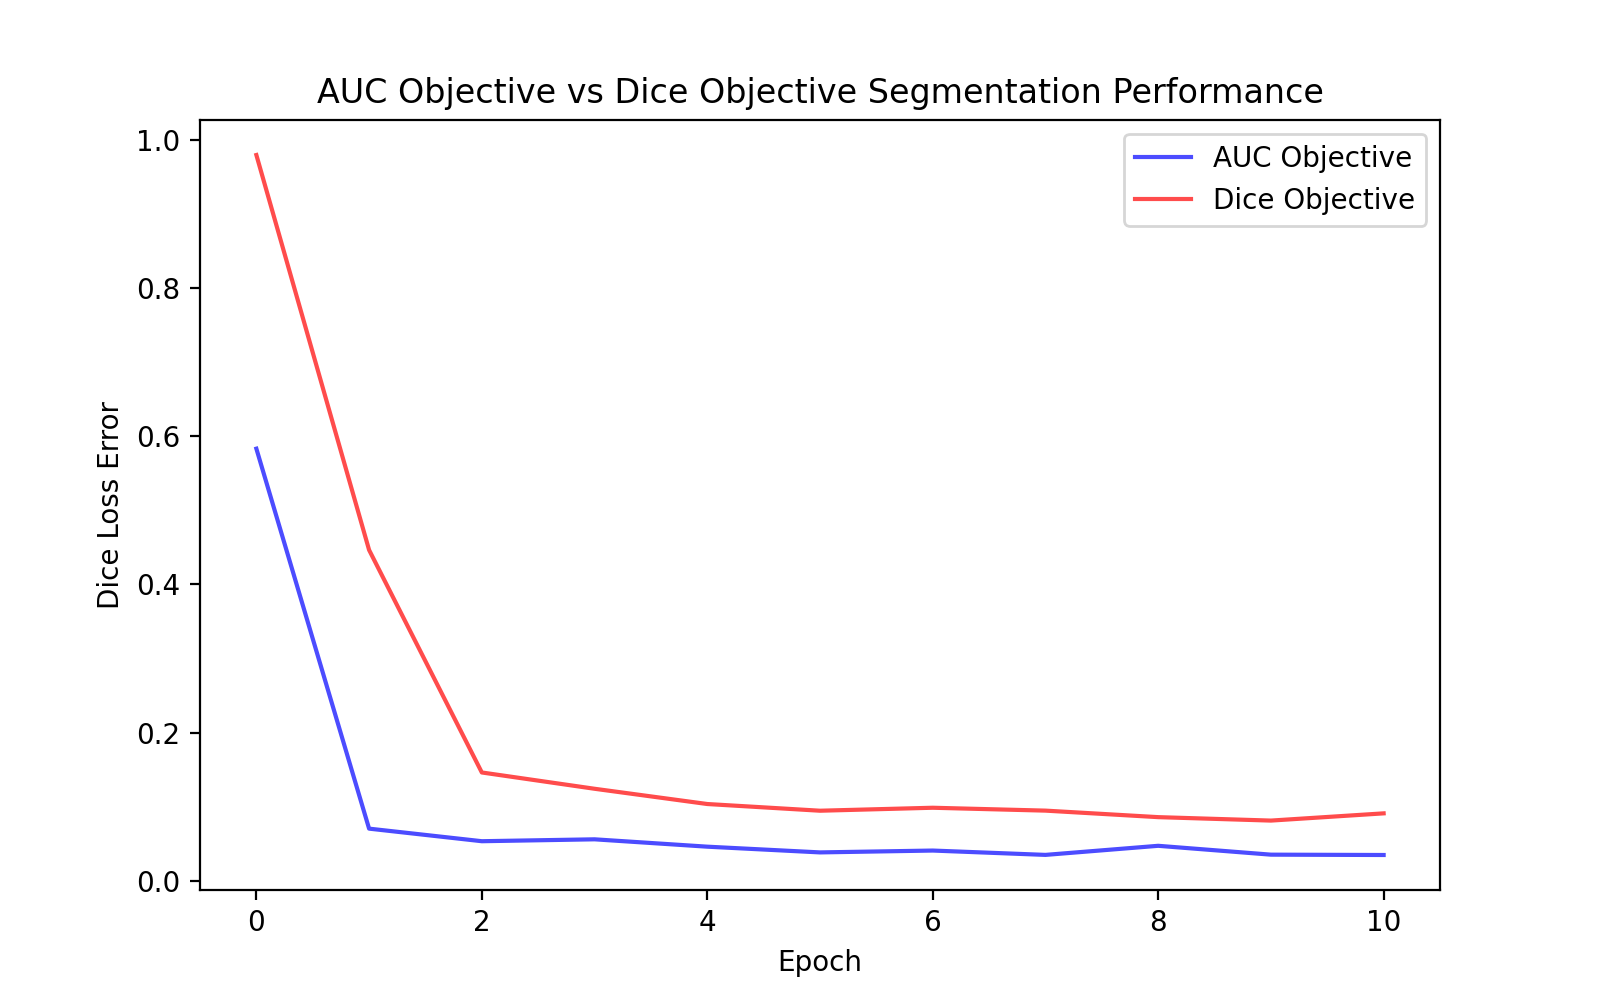 AUC Objective vs Dice Objective Segmentation Performance
AUC Objective
Dice Objective
1.0
0.8
0.6
0.4
0.2
0.0
Dice Loss Error
0 2 4 6 8 10
Epoch